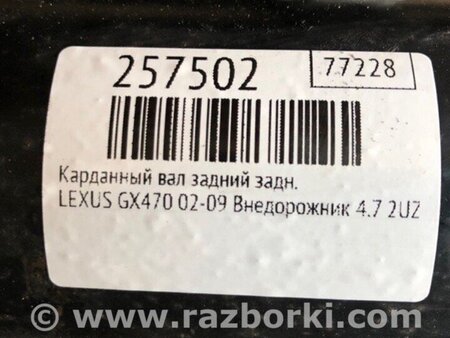 257502
77228
Карданный вал задний задн.
LEXUS GX470 02-09 Внедорожник 4.7 2UZ
© www.razborki.com